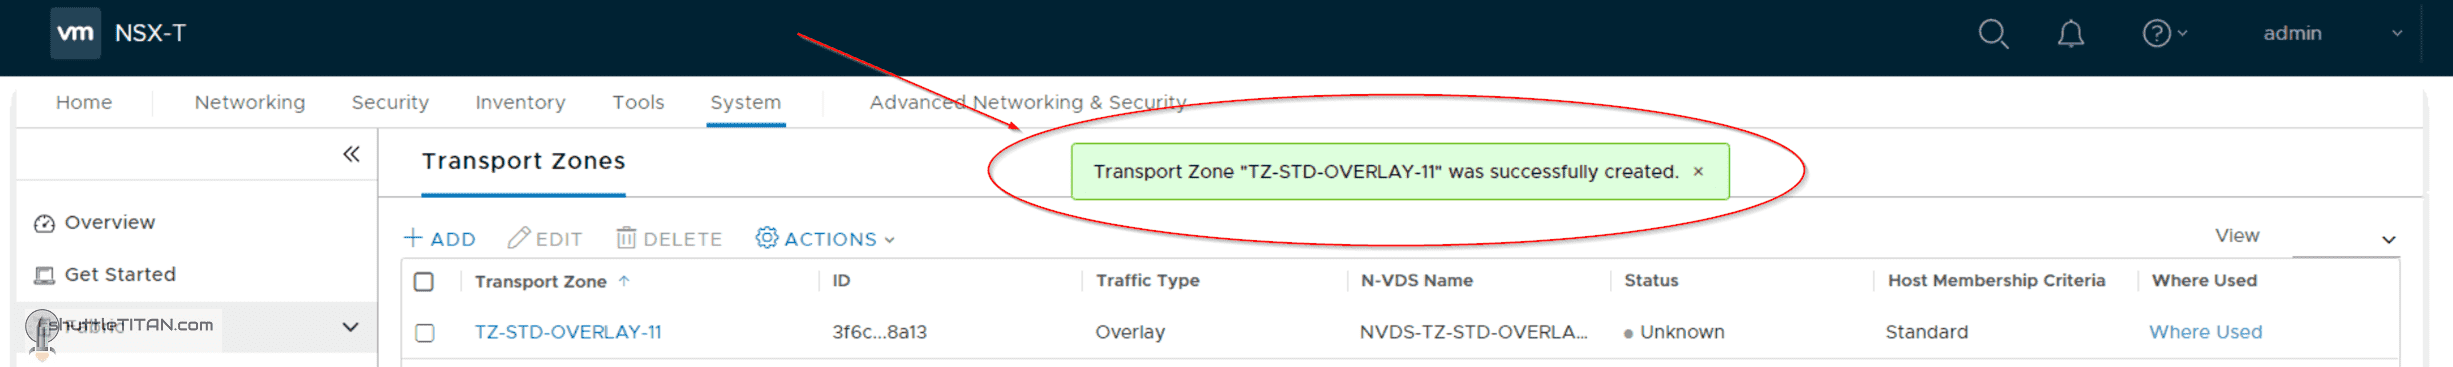 vm NSX-T admin
Home Networking Security Inventory Tools System Advanced Networking & Security
Transport Zones
Transport Zone "TZ-STD-OVERLAY-11" was successfully created. ×
Overview
+ ADD EDIT DELETE ACTIONS View
Get Started
Transport Zone ↑ ID Traffic Type N-VDS Name Status Host Membership Criteria Where Used
shuttleTITAN.com
TZ-STD-OVERLAY-11 3f6c...8a13 Overlay NVDS-TZ-STD-OVERLA... Unknown Standard Where Used